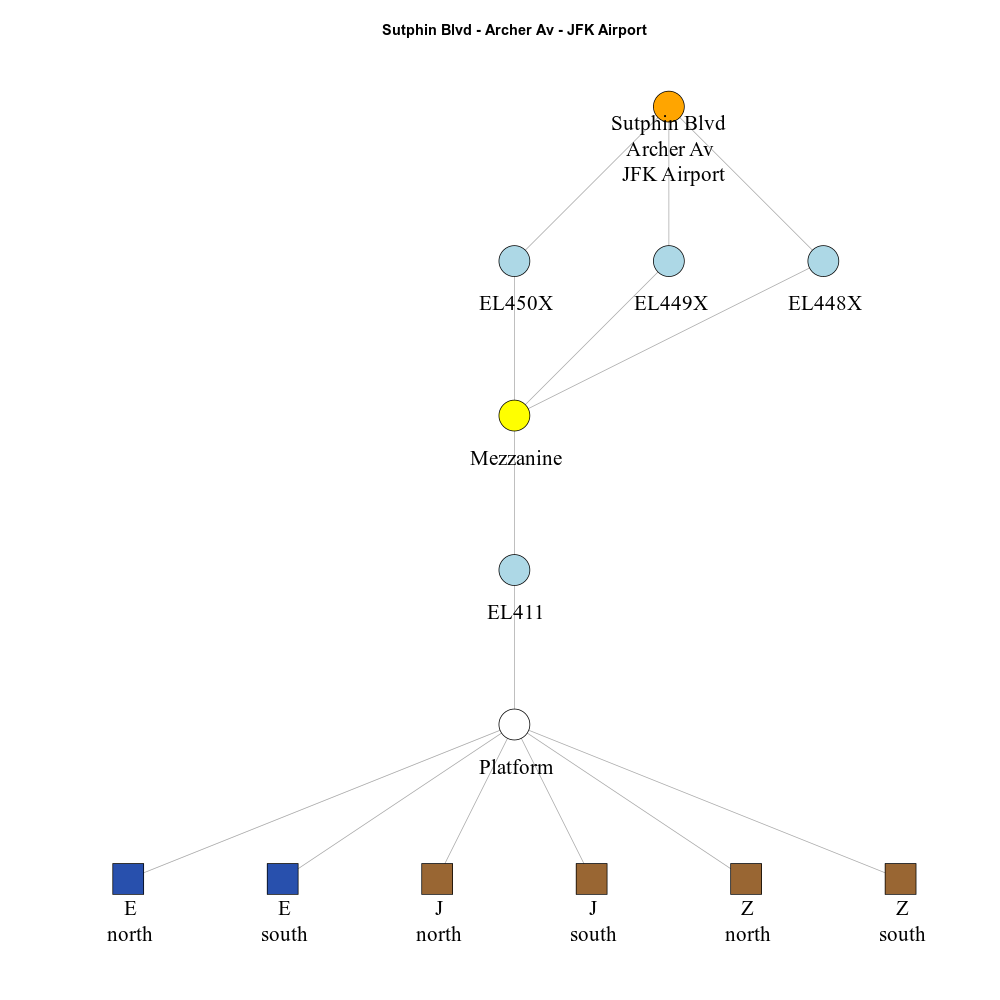 Sutphin Blvd - Archer Av - JFK Airport
Sutphin Blvd
Archer Av
JFK Airport
EL450X
EL449X
EL448X
Mezzanine
EL411
Platform
E
north
E
south
J
north
J
south
Z
north
Z
south